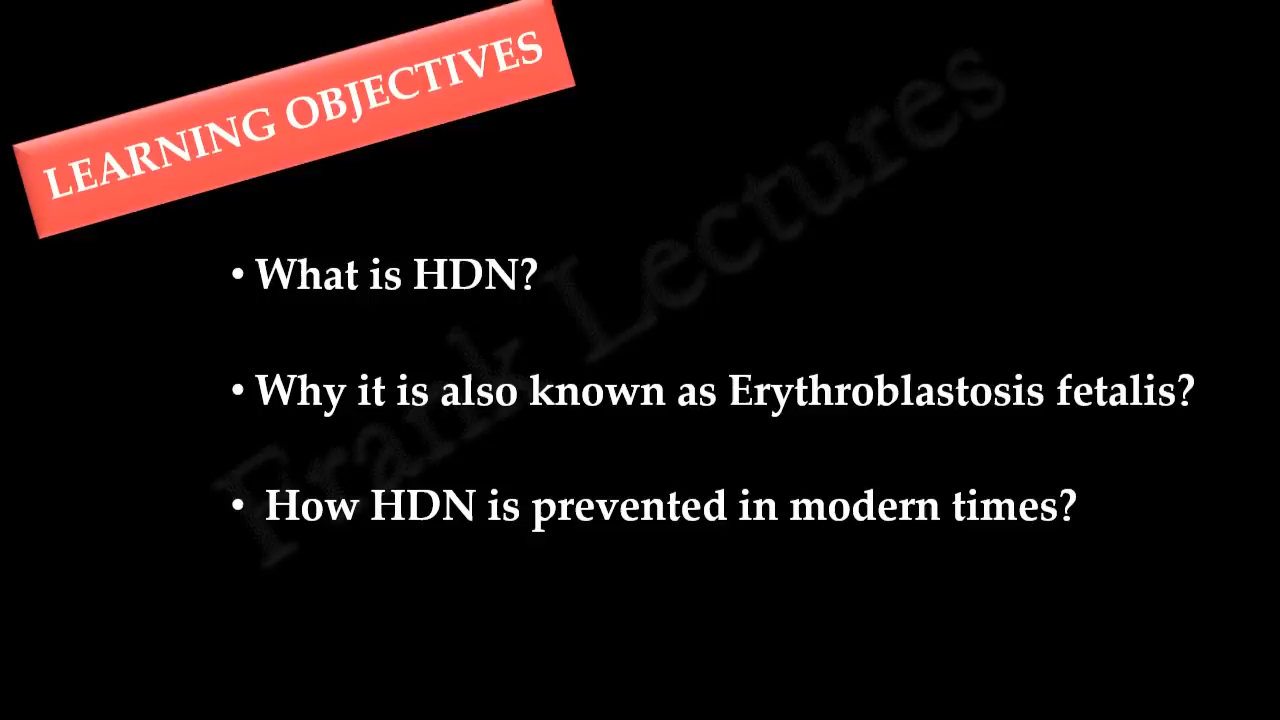 LEARNING OBJECTIVES
• What is HDN?
• Why it is also known as Erythroblastosis fetalis?
• How HDN is prevented in modern times?
Frank Lectures